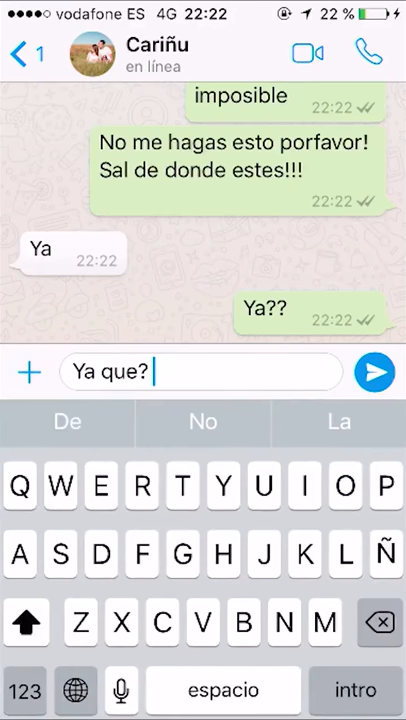 vodafone ES 4G 22:22 22 %
1 Cariñu
en línea
imposible
22:22
No me hagas esto porfavor!
Sal de donde estes!!!
22:22
Ya
22:22
Ya??
22:22
Ya que?
De No La
Q W E R T Y U I O P
A S D F G H J K L Ñ
Z X C V B N M
123 espacio intro